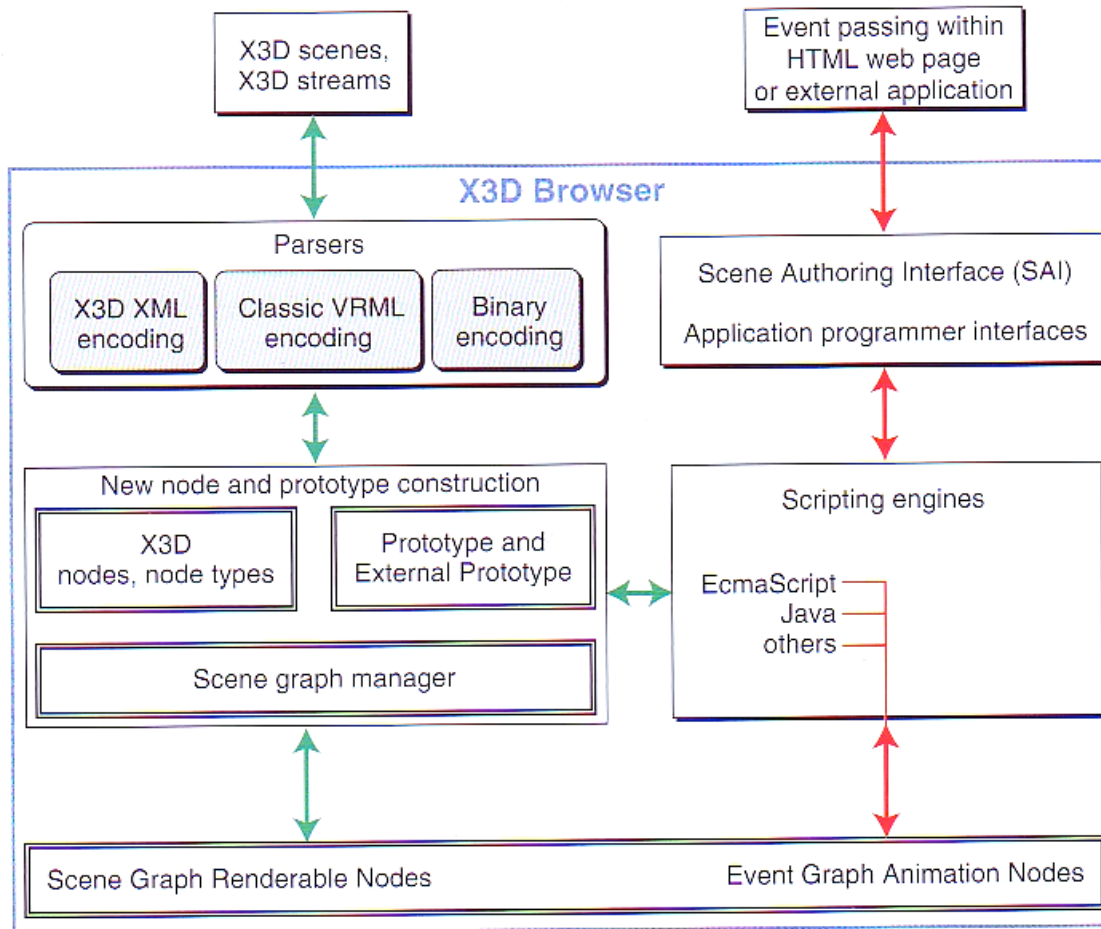 X3D scenes,
X3D streams
Event passing within
HTML web page
or external application
X3D Browser
Parsers
X3D XML
encoding
Classic VRML
encoding
Binary
encoding
Scene Authoring Interface (SAI)
Application programmer interfaces
New node and prototype construction
X3D
nodes, node types
Prototype and
External Prototype
Scene graph manager
Scripting engines
EcmaScript
Java
others
Scene Graph Renderable Nodes
Event Graph Animation Nodes